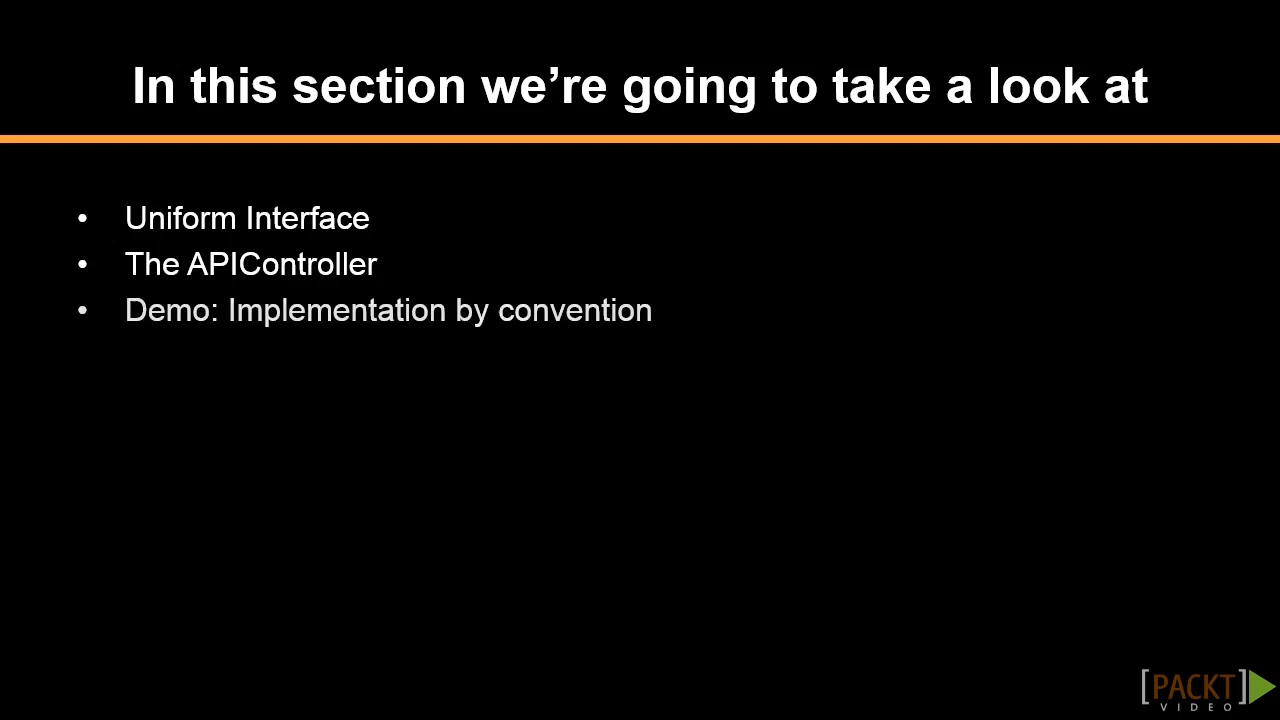 In this section we’re going to take a look at
• Uniform Interface
• The APIController
• Demo: Implementation by convention
[PACKT]
VIDEO